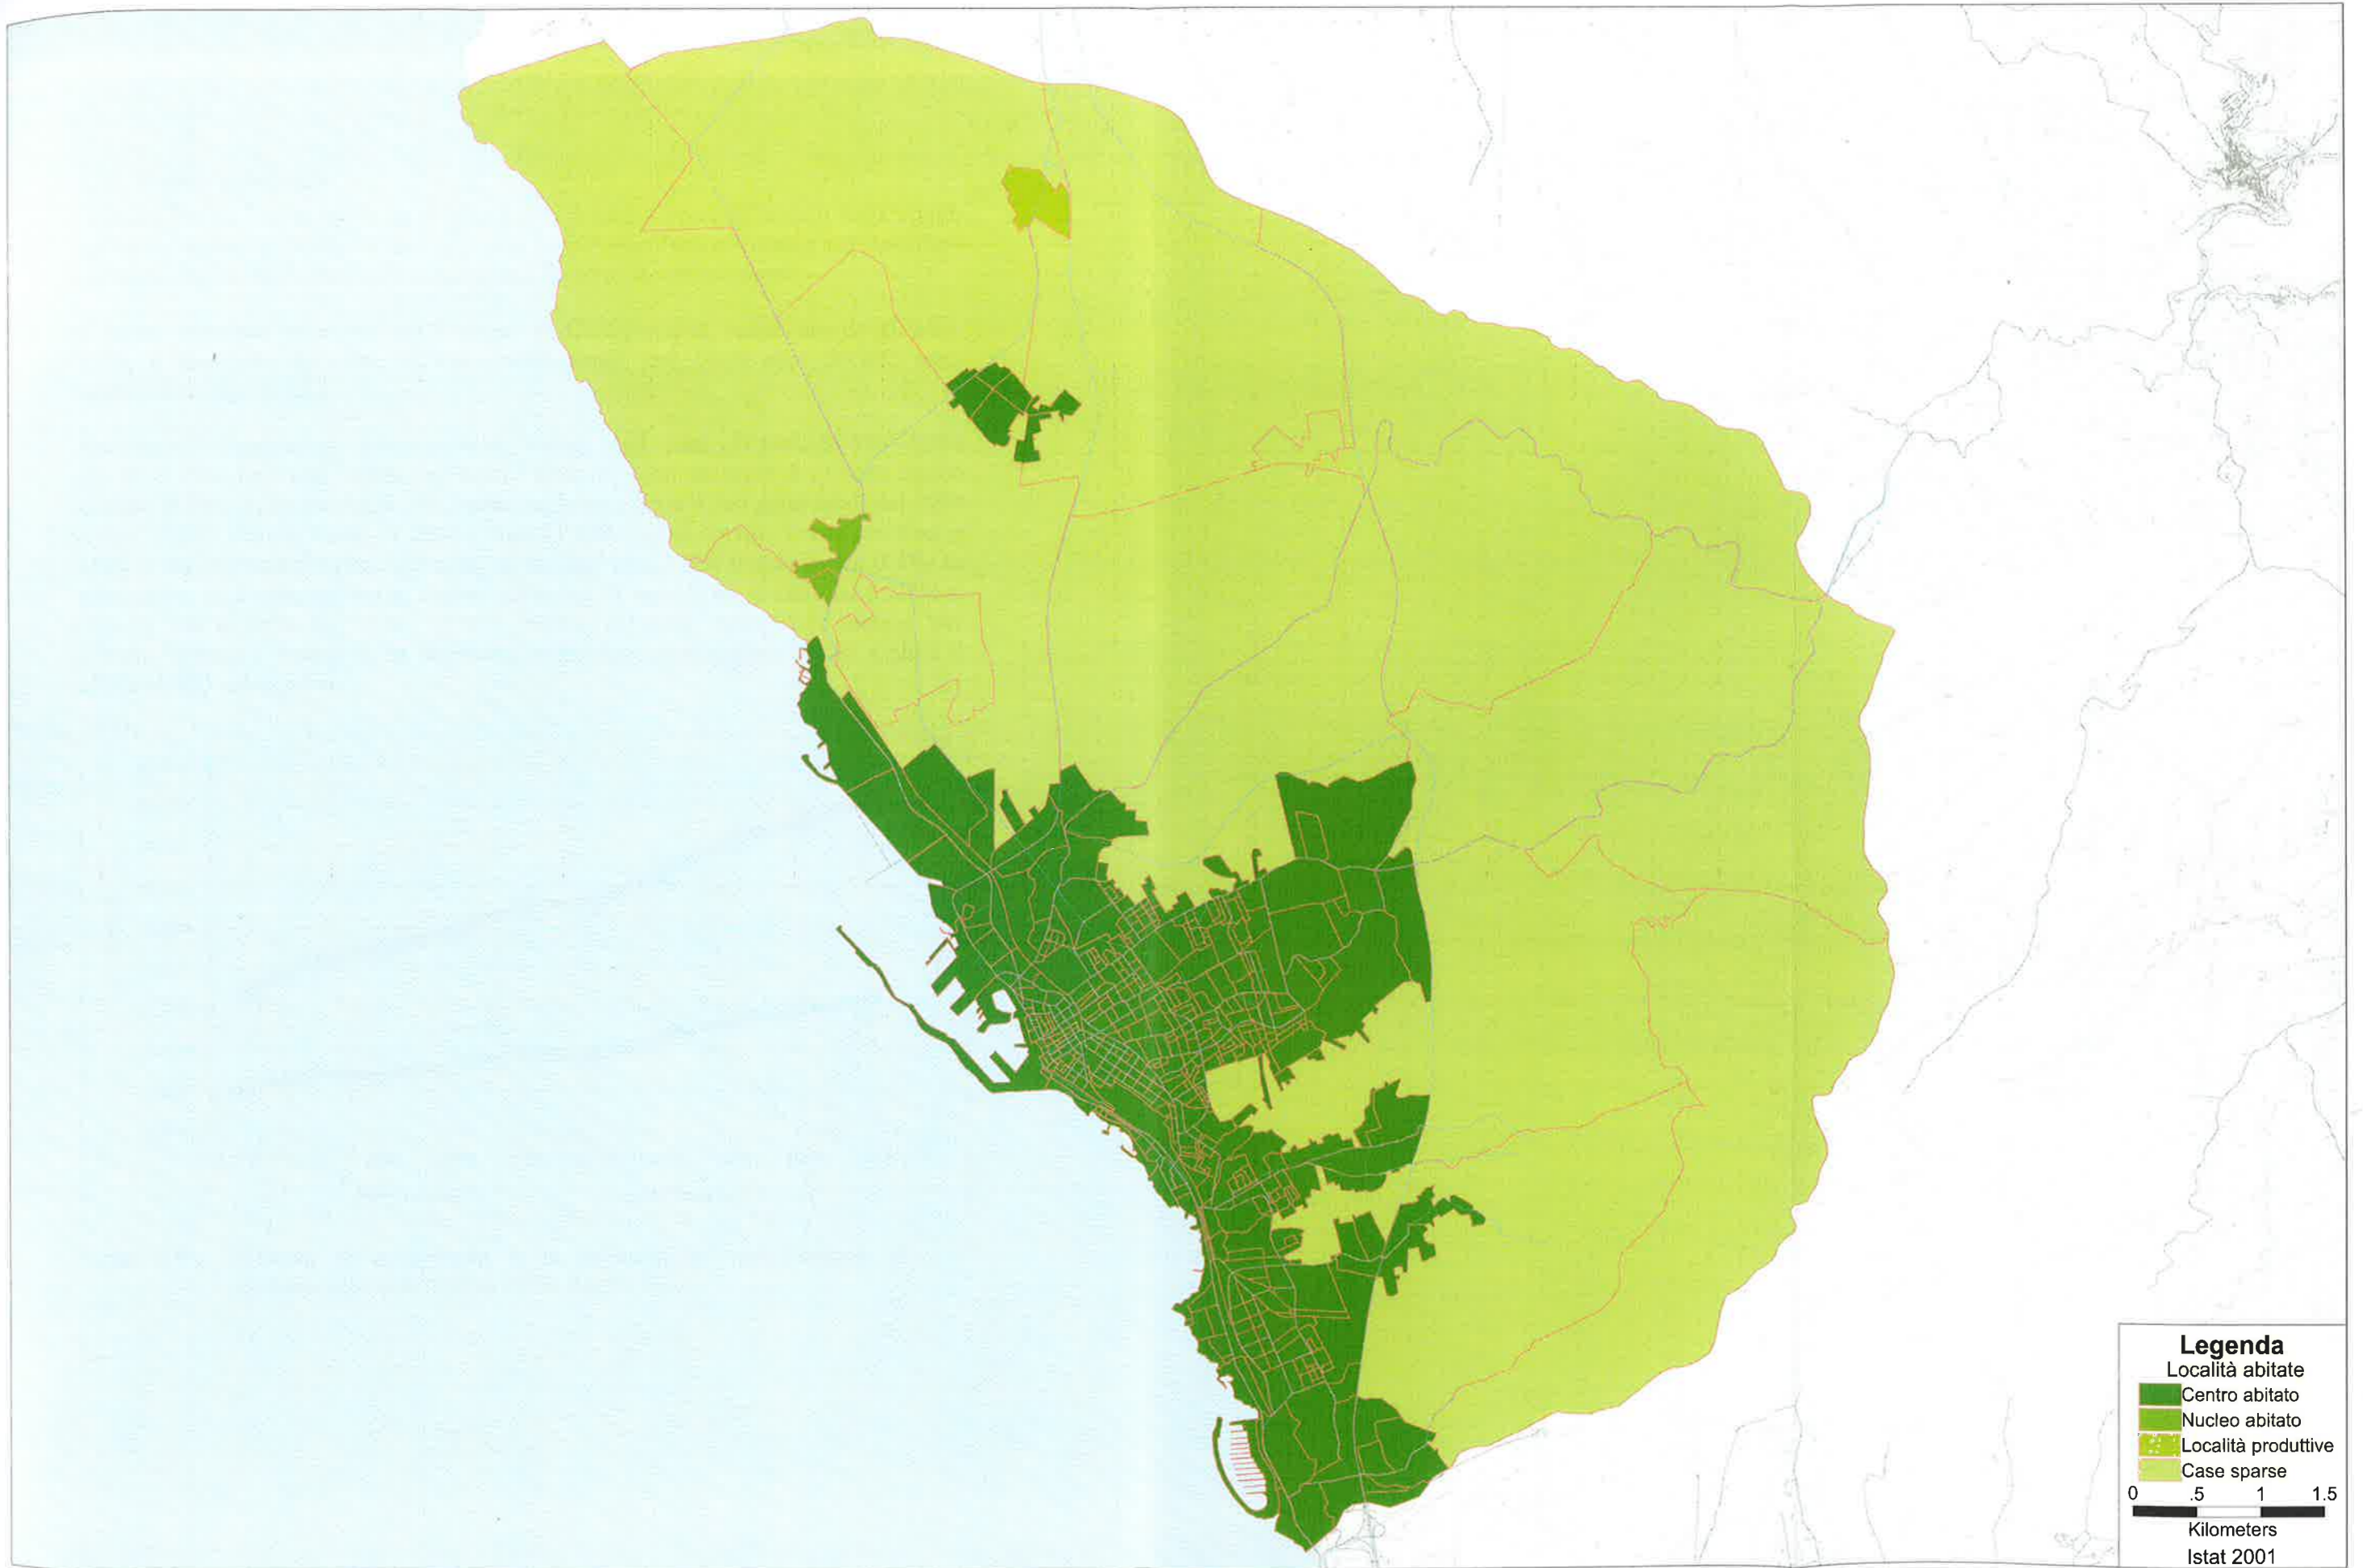 Legenda
Località abitate
Centro abitato
Nucleo abitato
Località produttive
Case sparse
0 .5 1 1.5
Kilometers
Istat 2001